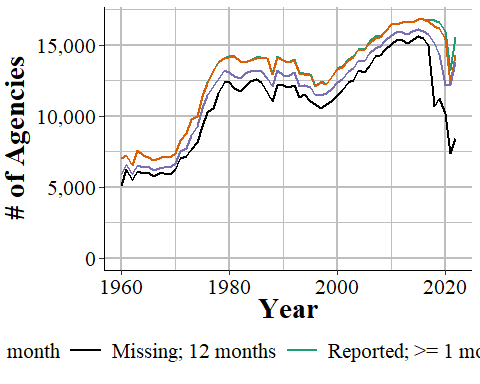 # of Agencies
15,000
10,000
5,000
0
1960
1980
2000
2020
Year
month Missing; 12 months Reported; >= 1